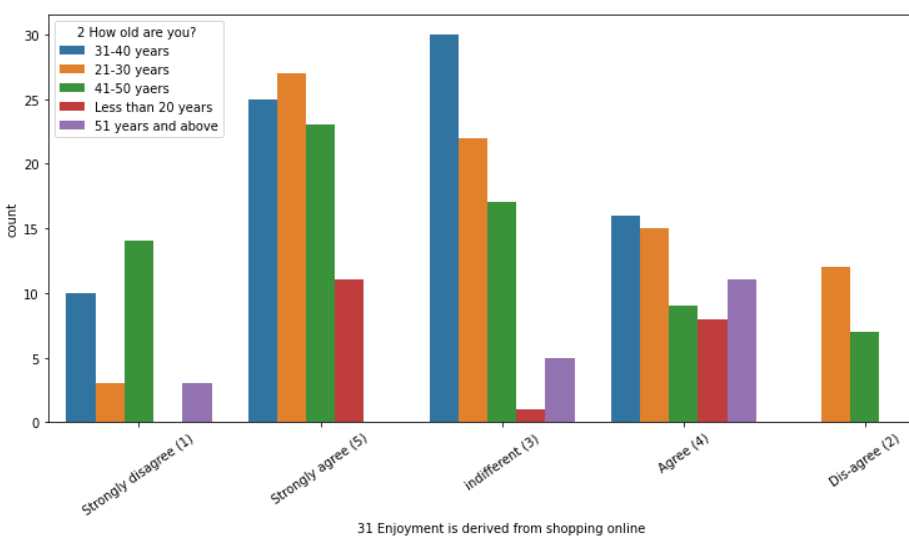 2 How old are you?
31-40 years
21-30 years
41-50 yaers
Less than 20 years
51 years and above
30
25
20
15
10
5
0
count
Strongly disagree (1)
Strongly agree (5)
indifferent (3)
Agree (4)
Dis-agree (2)
31 Enjoyment is derived from shopping online